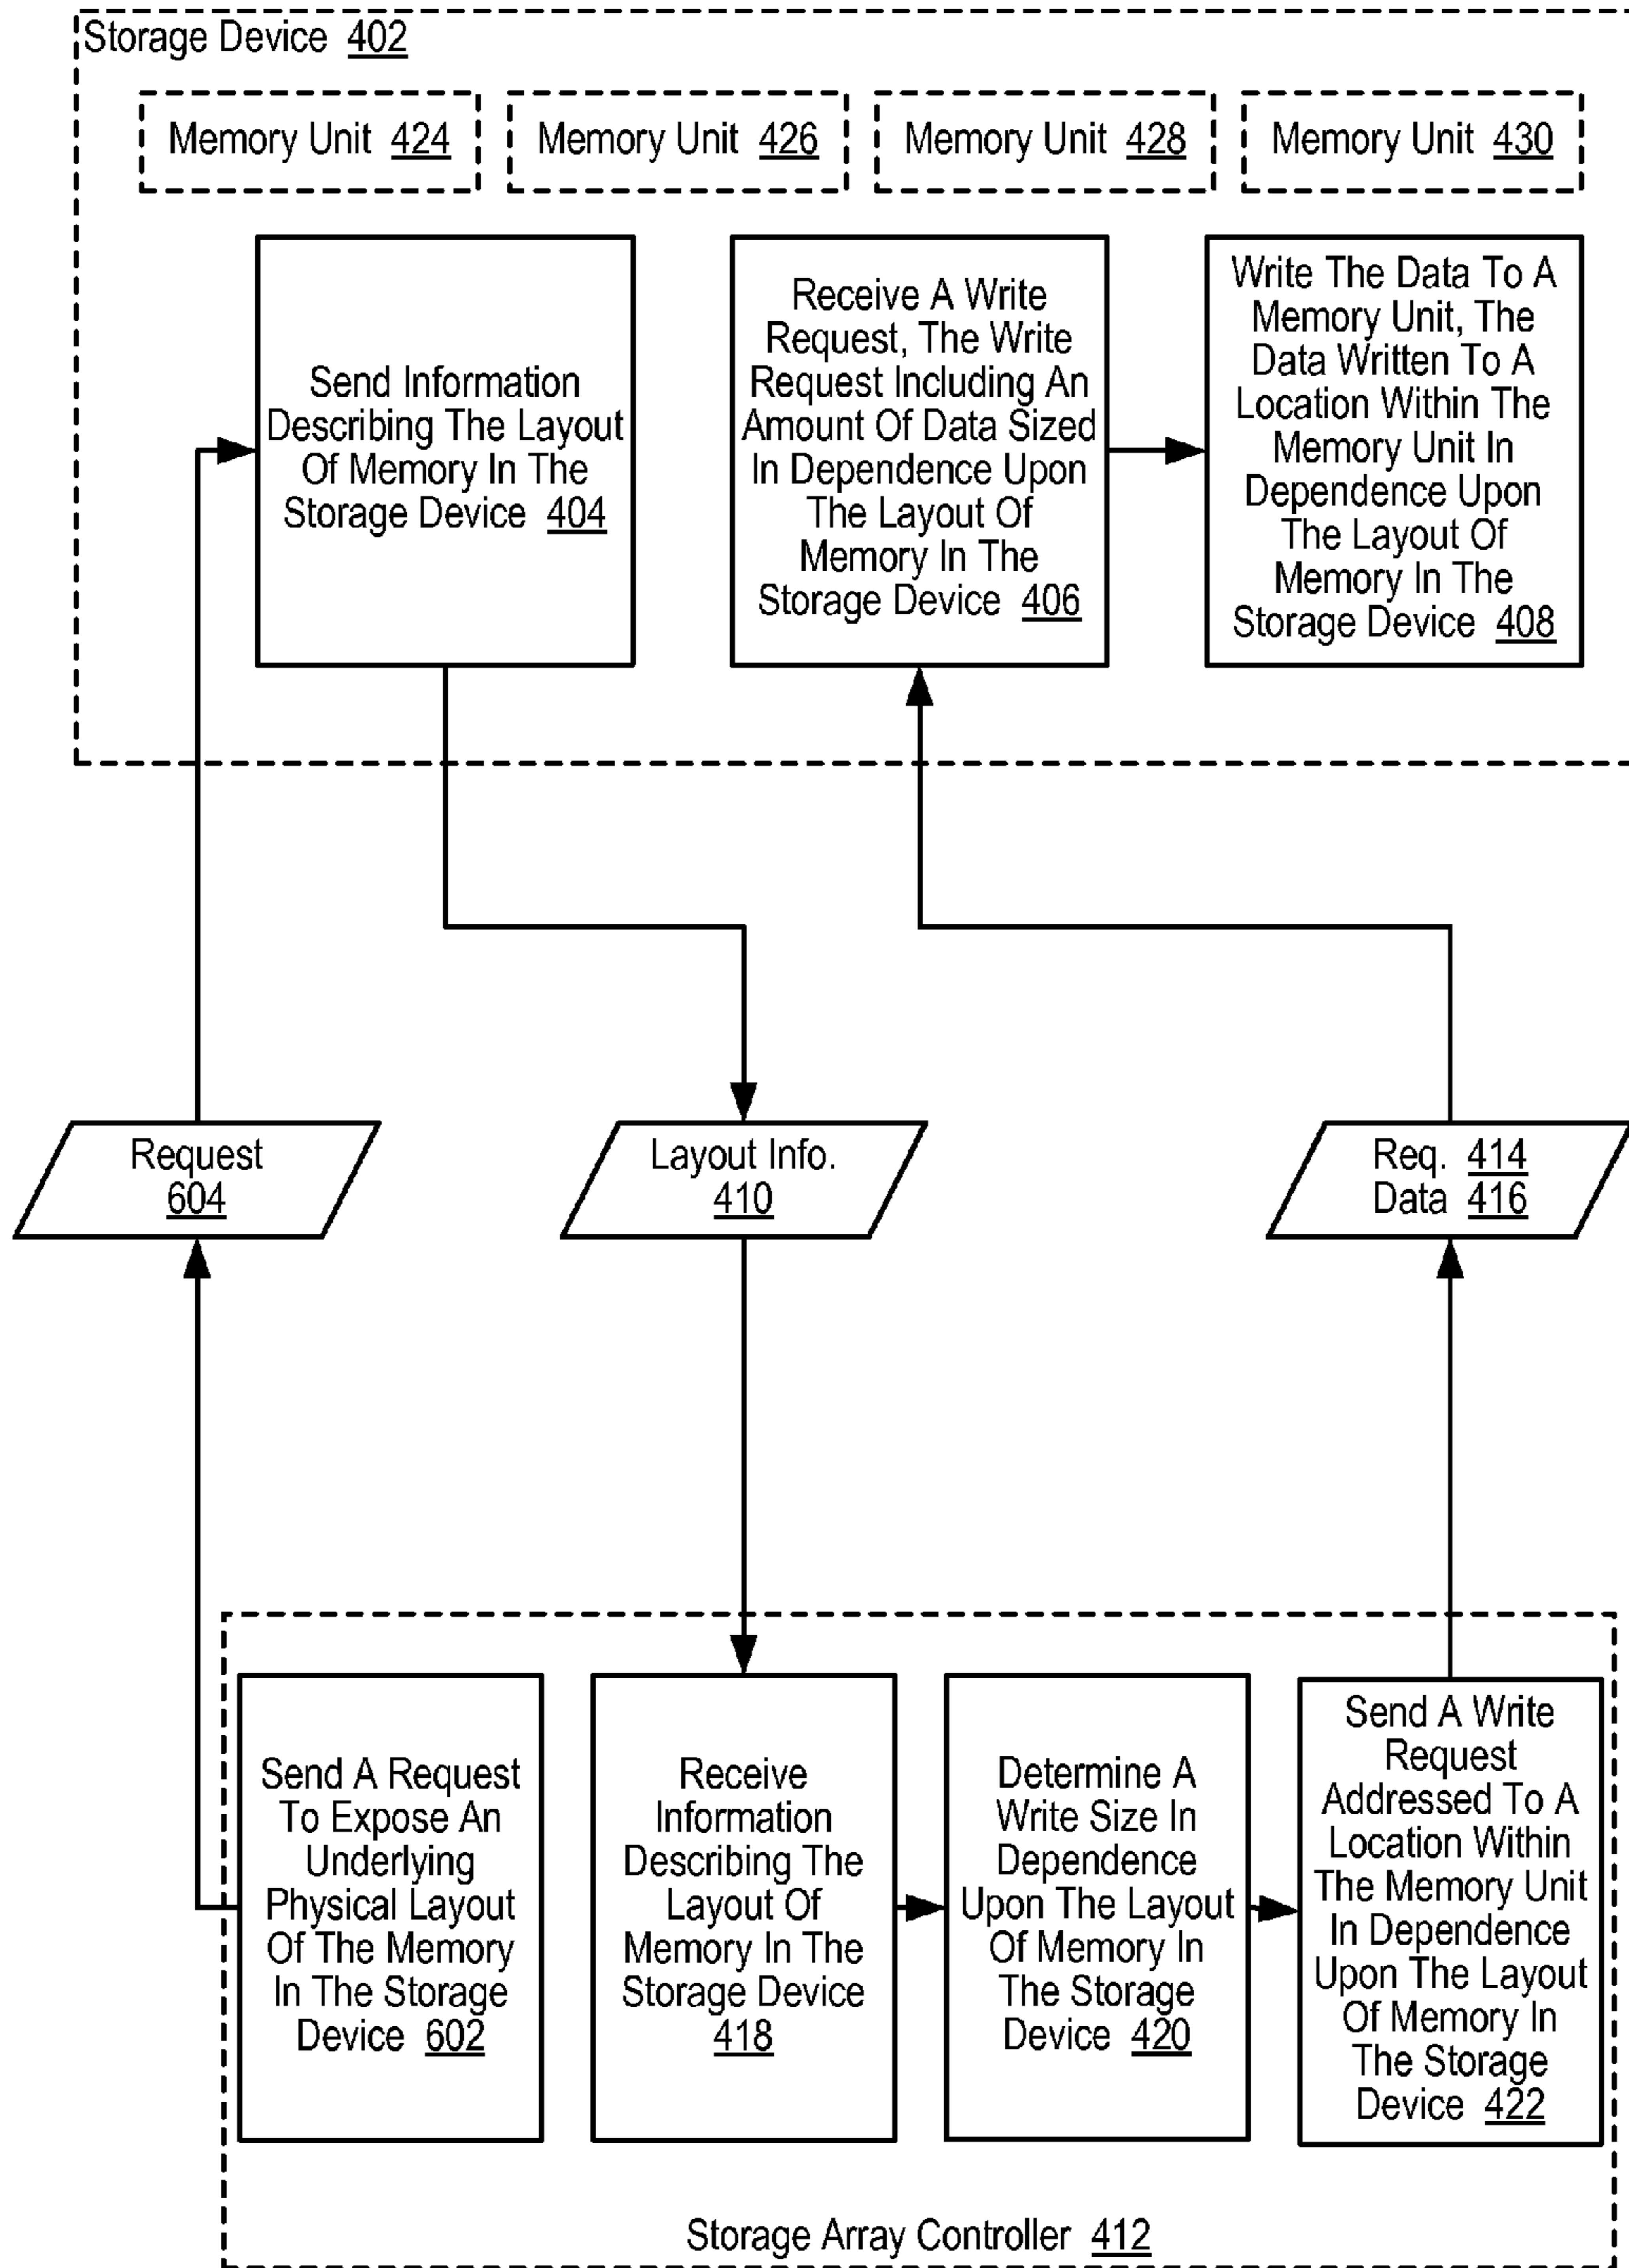 Storage Device 402
Memory Unit 424
Memory Unit 426
Memory Unit 428
Memory Unit 430
Send Information
Describing The Layout
Of Memory In The
Storage Device 404
Receive A Write
Request, The Write
Request Including An
Amount Of Data Sized
In Dependence Upon
The Layout Of
Memory In The
Storage Device 406
Write The Data To A
Memory Unit, The
Data Written To A
Location Within The
Memory Unit In
Dependence Upon
The Layout Of
Memory In The
Storage Device 408
Request
604
Layout Info.
410
Req. 414
Data 416
Send A Request
To Expose An
Underlying
Physical Layout
Of The Memory
In The Storage
Device 602
Receive
Information
Describing The
Layout Of
Memory In The
Storage Device
418
Determine A
Write Size In
Dependence
Upon The Layout
Of Memory In
The Storage
Device 420
Send A Write
Request
Addressed To A
Location Within
The Memory Unit
In Dependence
Upon The Layout
Of Memory In
The Storage
Device 422
Storage Array Controller 412